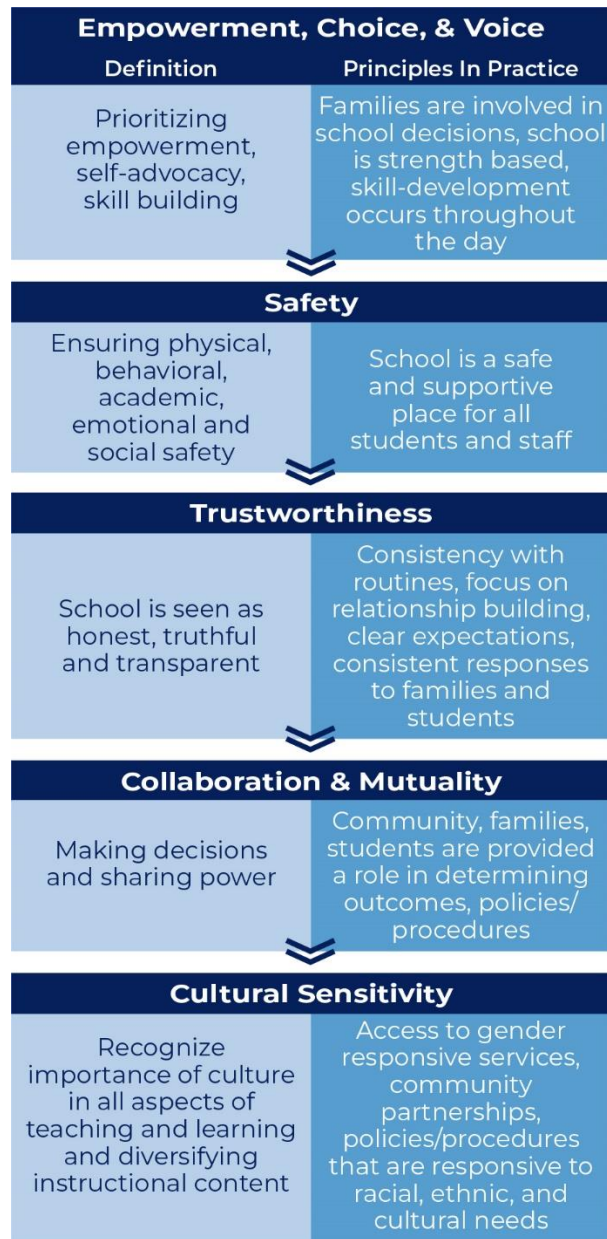 Empowerment, Choice, & Voice
Definition
Principles In Practice
Prioritizing
empowerment,
self-advocacy,
skill building
Families are involved in
school decisions, school
is strength based,
skill-development
occurs throughout
the day
Safety
Ensuring physical,
behavioral,
academic,
emotional and
social safety
School is a safe
and supportive
place for all
students and staff
Trustworthiness
School is seen as
honest, truthful
and transparent
Consistency with
routines, focus on
relationship building,
clear expectations,
consistent responses
to families and
students
Collaboration & Mutuality
Making decisions
and sharing power
Community, families,
students are provided
a role in determining
outcomes, policies/
procedures
Cultural Sensitivity
Recognize
importance of culture
in all aspects of
teaching and learning
and diversifying
instructional content
Access to gender
responsive services,
community
partnerships,
policies/procedures
that are responsive to
racial, ethnic, and
cultural needs